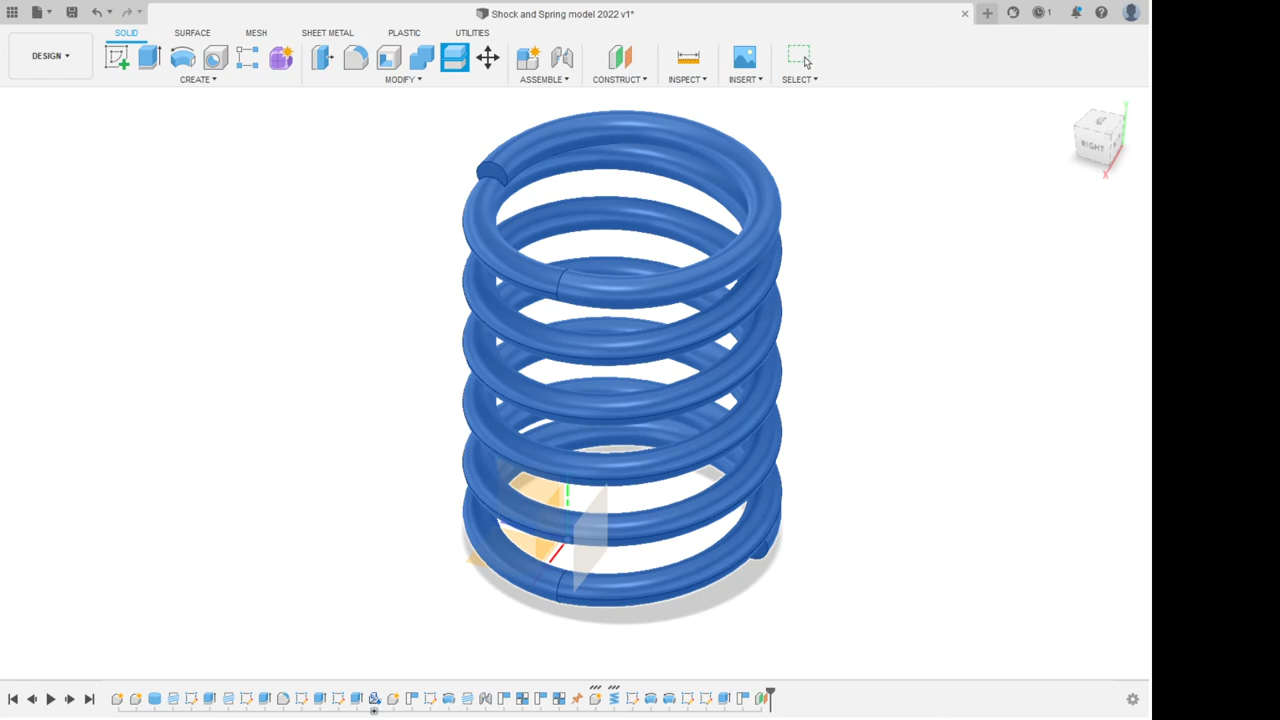 Shock and Spring model 2022 v1*
1
SOLID SURFACE MESH SHEET METAL PLASTIC UTILITIES
DESIGN
CREATE MODIFY ASSEMBLE CONSTRUCT INSPECT INSERT SELECT
RIGHT
X